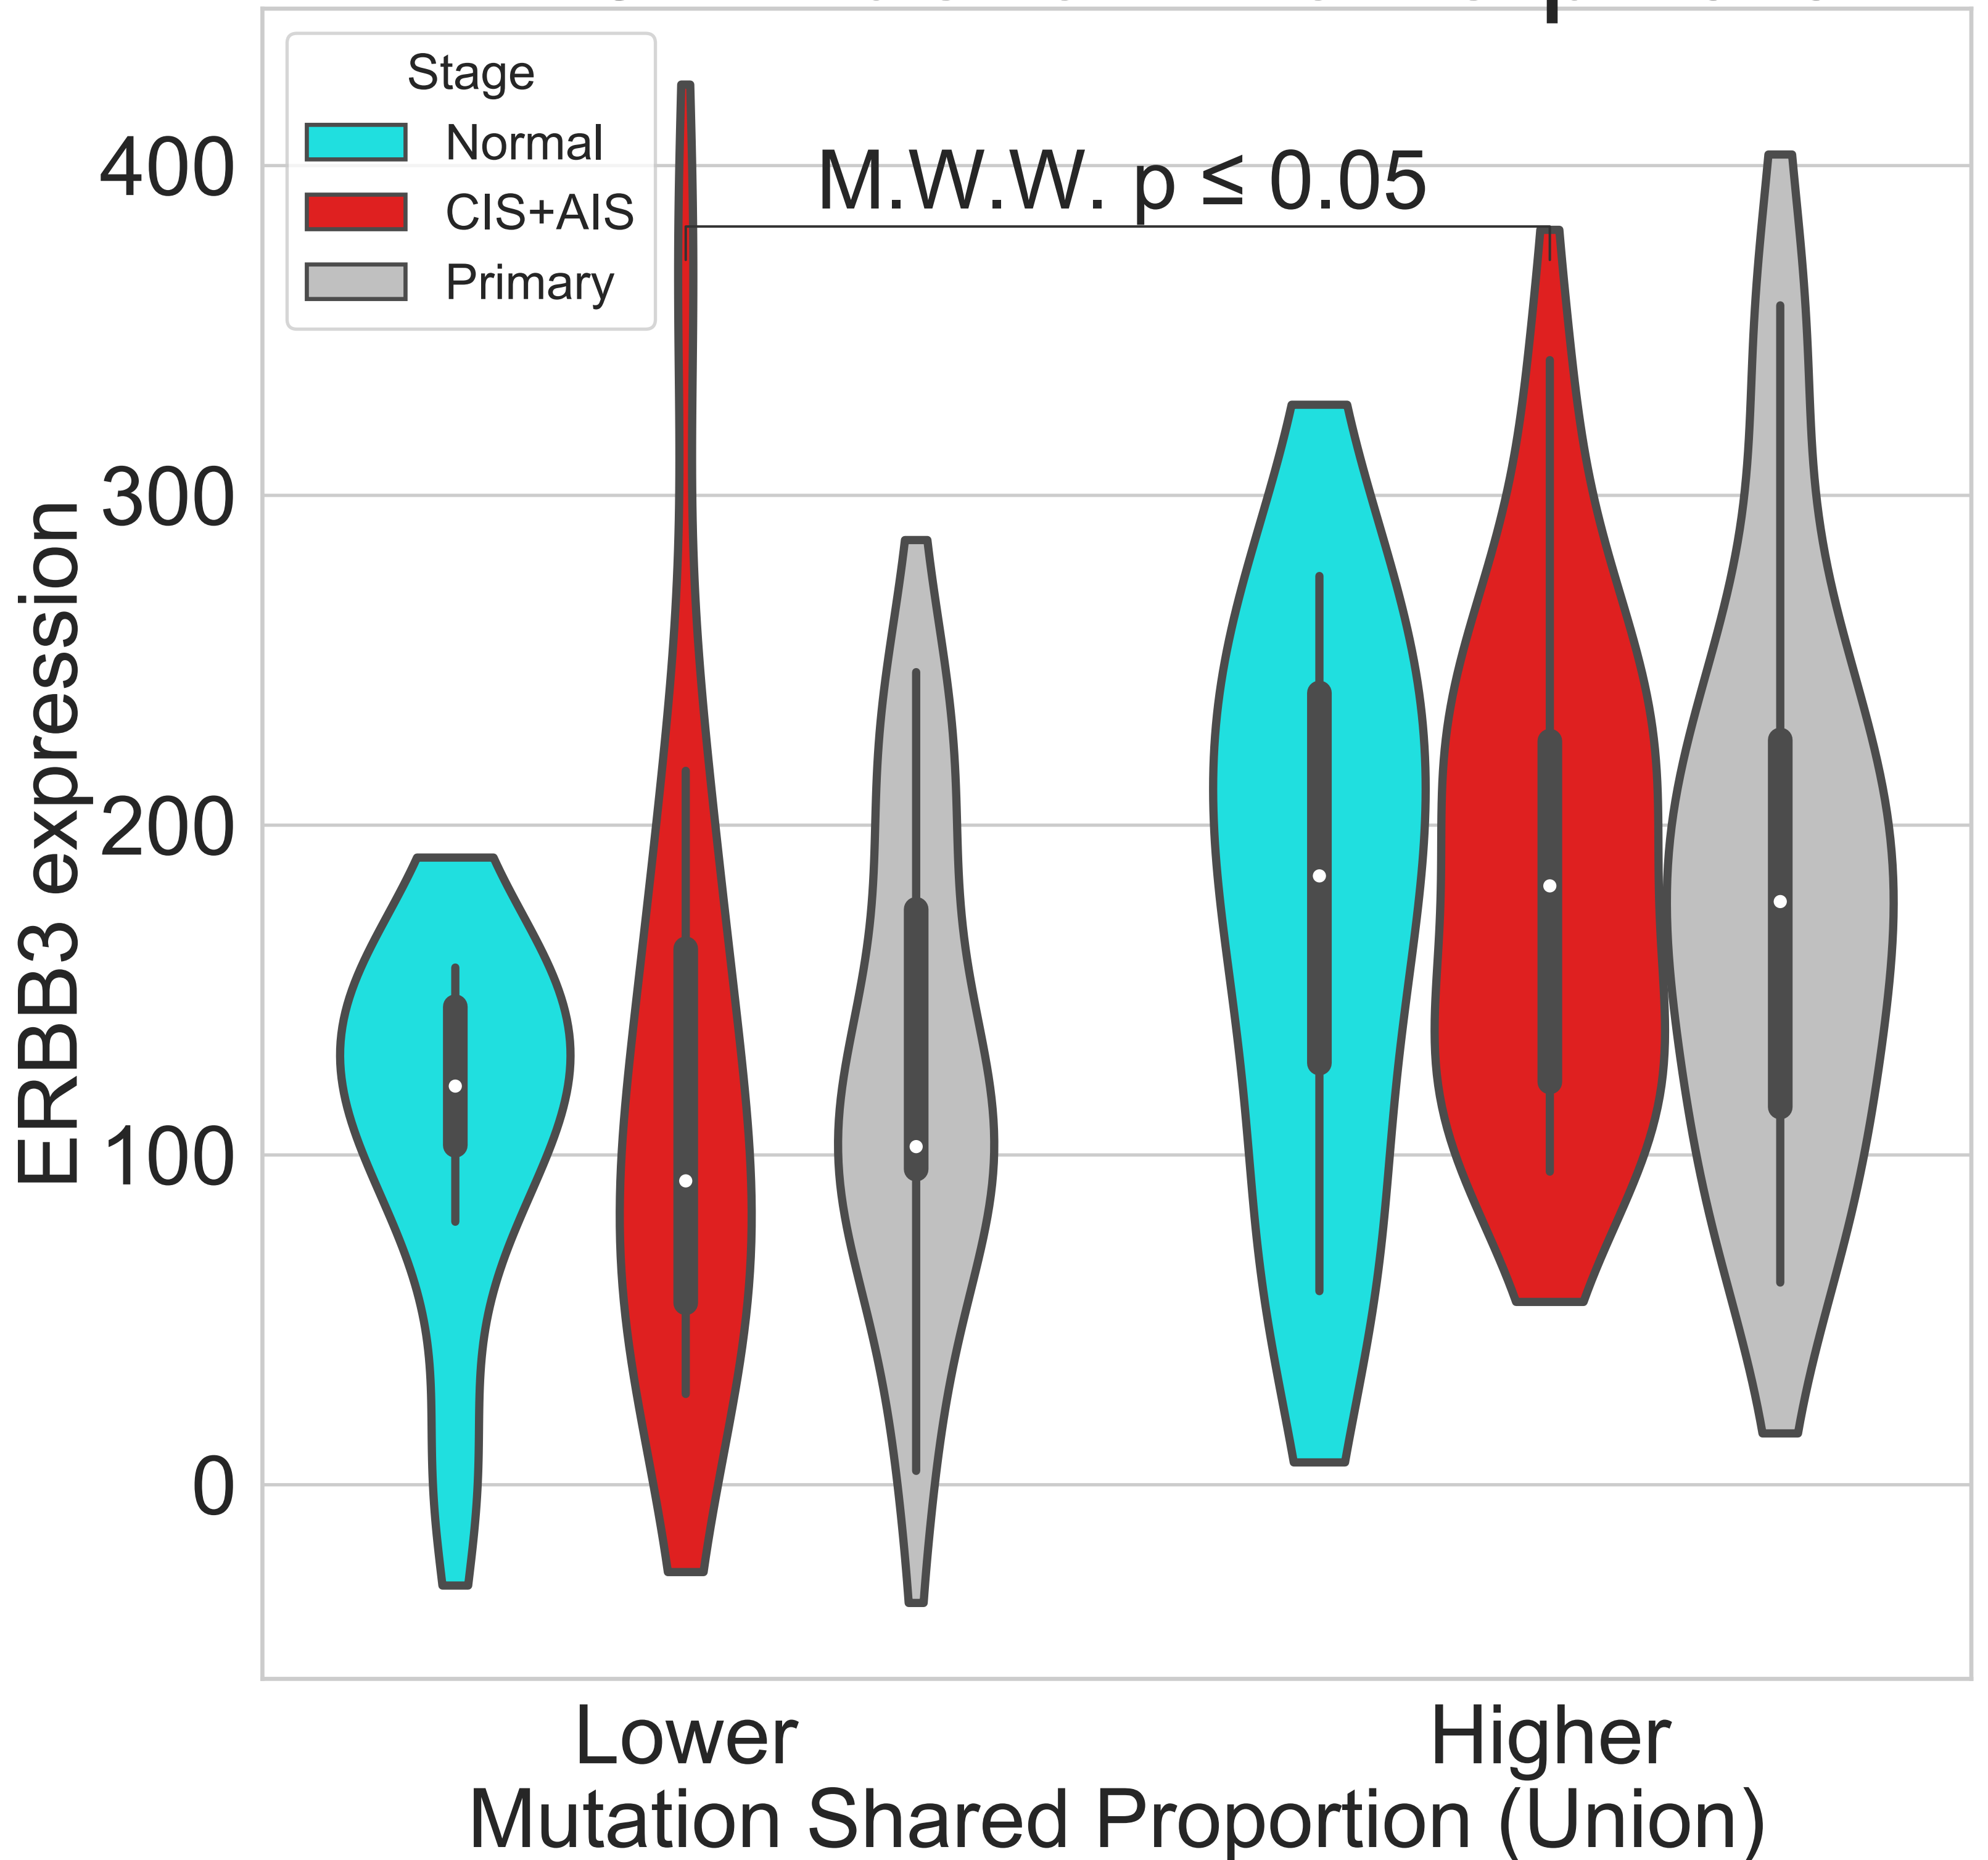 Stage
Normal
CIS+AIS
Primary
M.W.W. p ≤ 0.05
400
300
200
100
0
ERBB3 expression
Lower
Higher
Mutation Shared Proportion (Union)